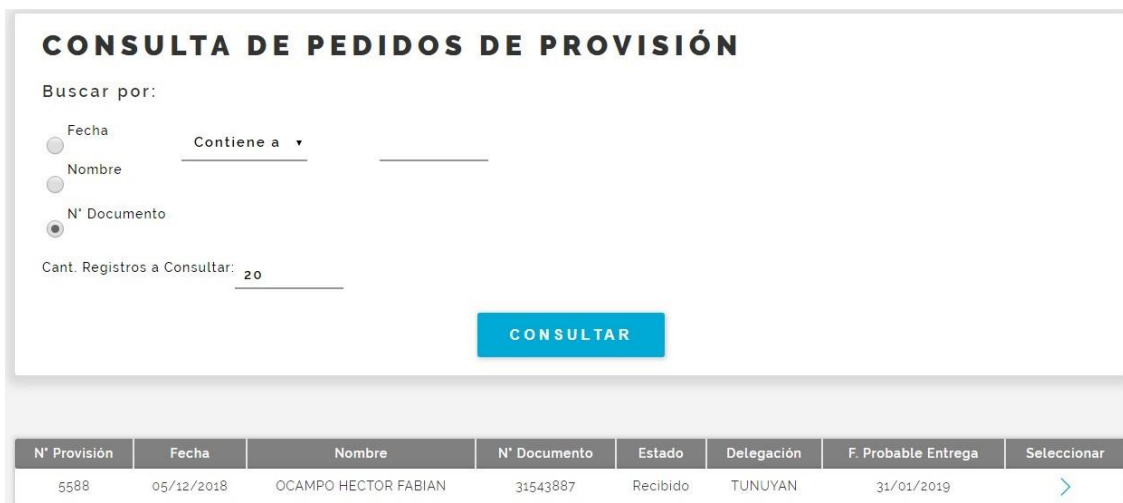 CONSULTA DE PEDIDOS DE PROVISIÓN
Buscar por:
Fecha
Contiene a
Nombre
N° Documento
Cant. Registros a Consultar: 20
CONSULTAR
N° Provisión Fecha Nombre N° Documento Estado Delegación F. Probable Entrega Seleccionar
5588 05/12/2018 OCAMPO HECTOR FABIAN 31543887 Recibido TUNUYAN 31/01/2019